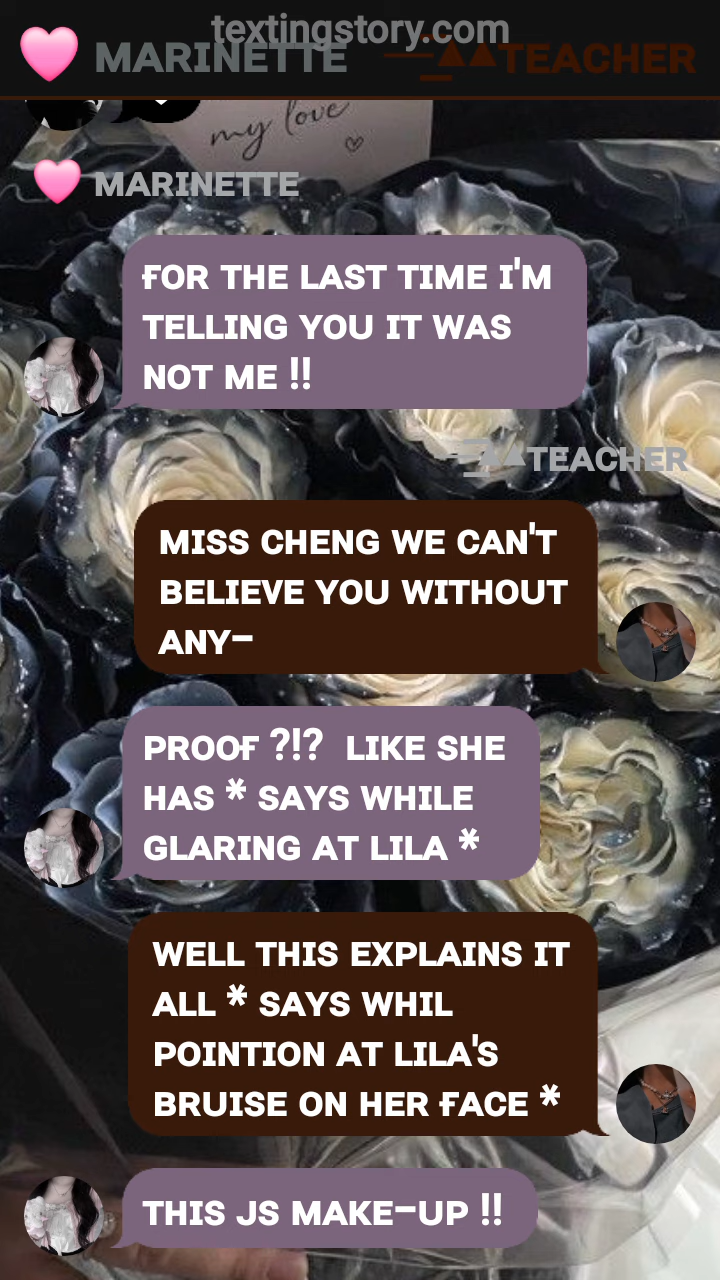 textingstory.com
MARINETTE
TEACHER
my love
MARINETTE
FOR THE LAST TIME I'M
TELLING YOU IT WAS
NOT ME !!
TEACHER
MISS CHENG WE CAN'T
BELIEVE YOU WITHOUT
ANY-
PROOF ?!? LIKE SHE
HAS * SAYS WHILE
GLARING AT LILA *
WELL THIS EXPLAINS IT
ALL * SAYS WHIL
POINTION AT LILA'S
BRUISE ON HER FACE *
THIS JS MAKE-UP !!